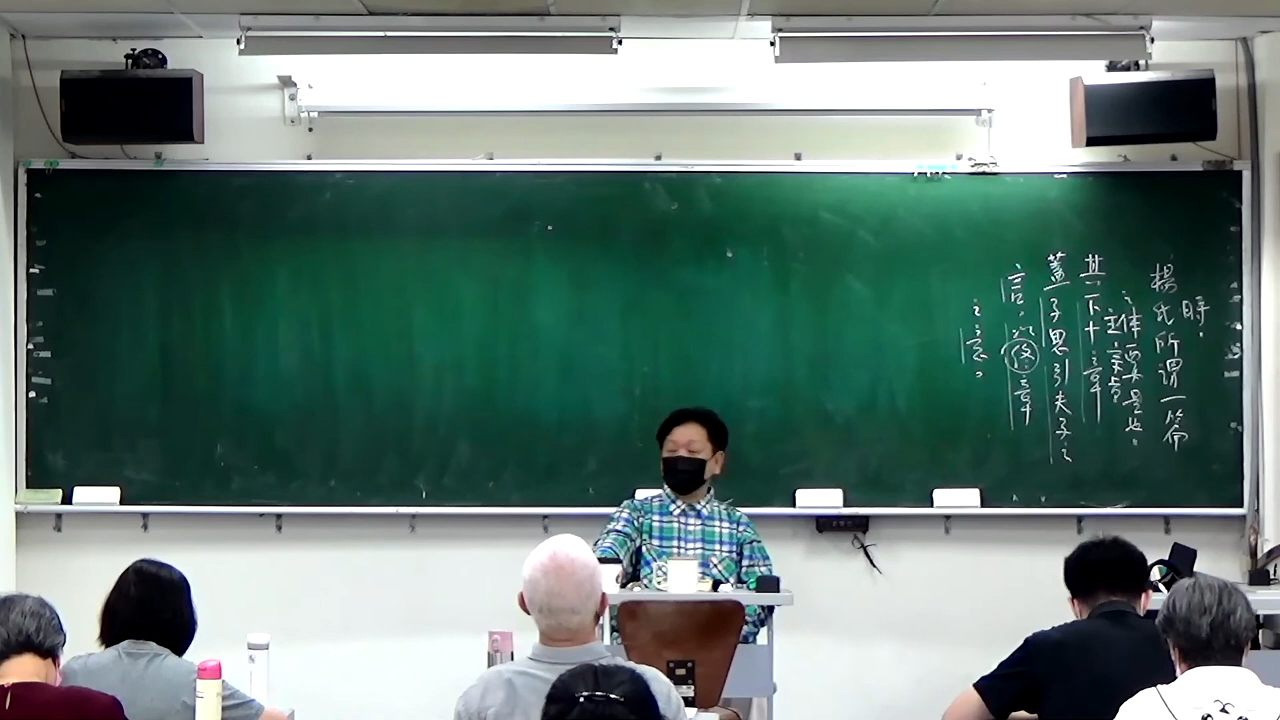 時
楊氏所謂一篇
之體要是也。
其下十章
蓋子思引夫子之
言，以終此章
之意。